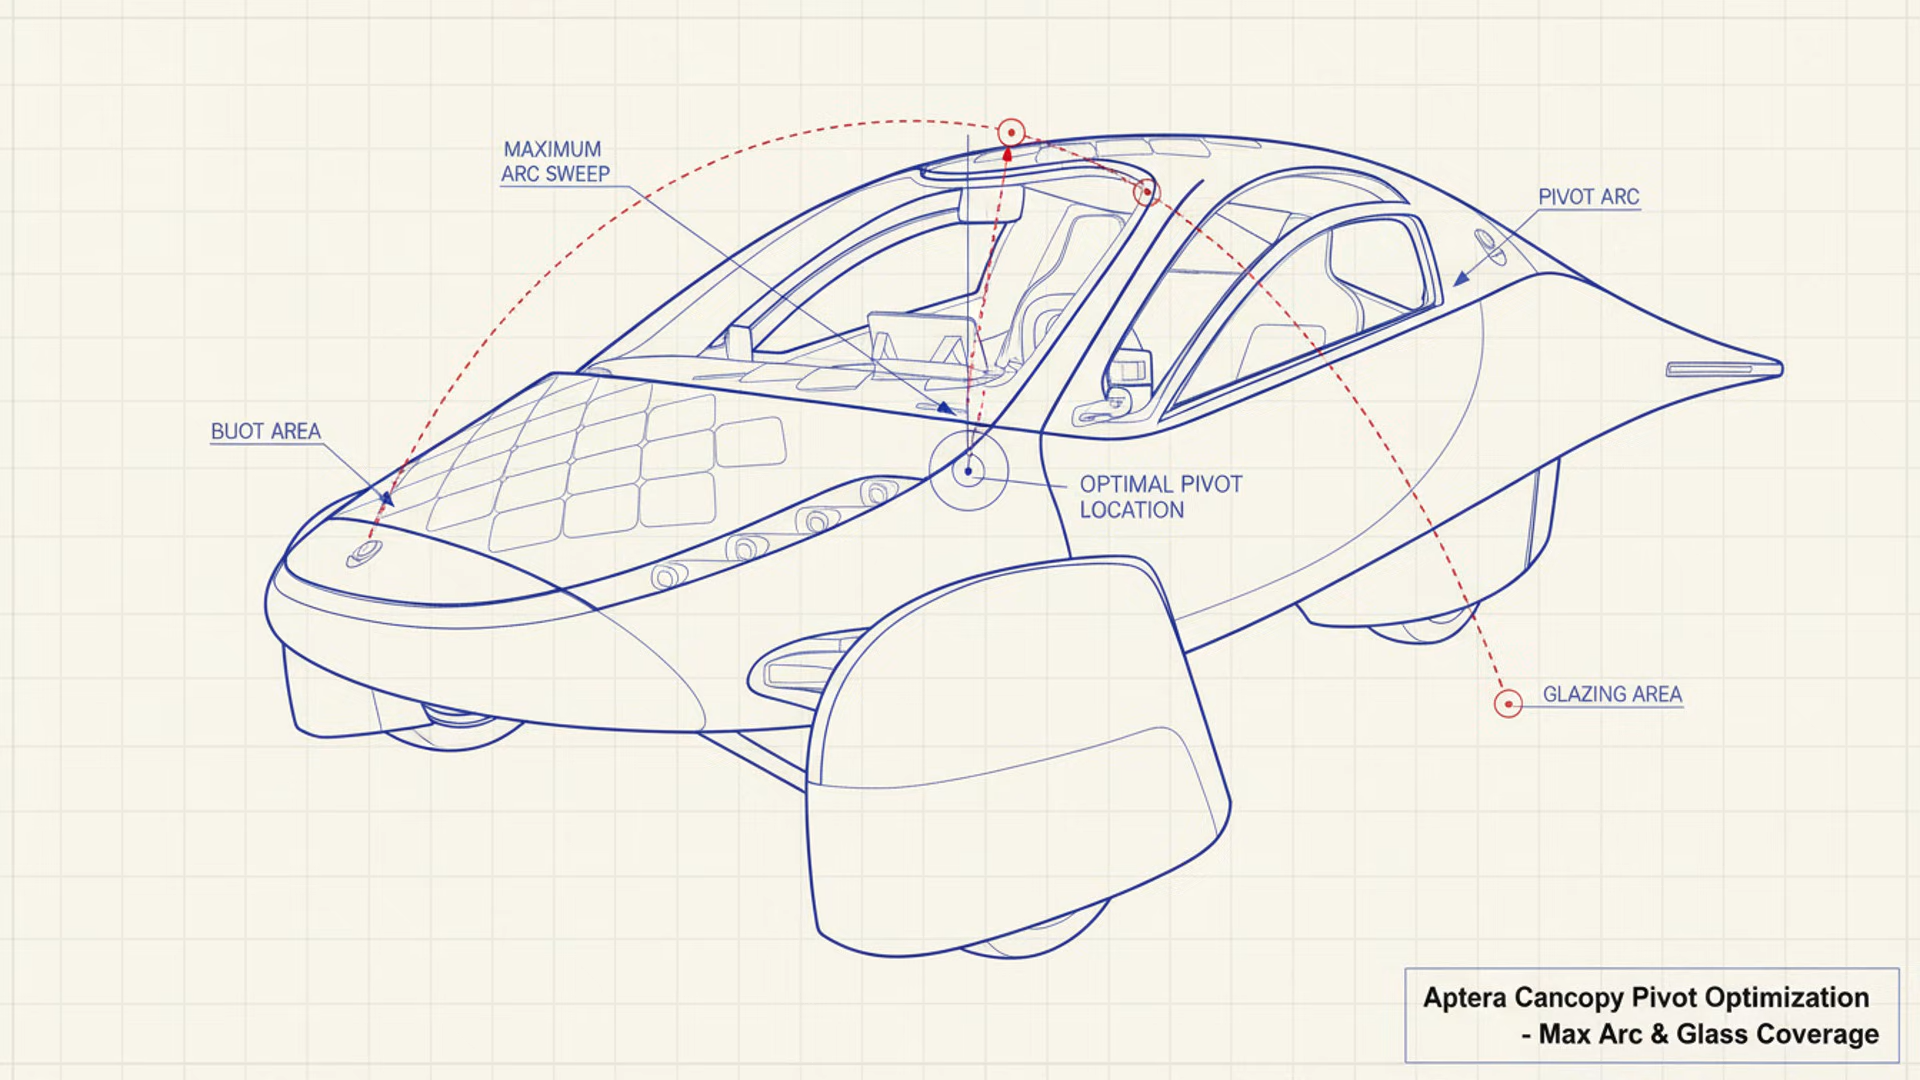 MAXIMUM
ARC SWEEP
PIVOT ARC
BUOT AREA
OPTIMAL PIVOT
LOCATION
GLAZING AREA
Aptera Cancopy Pivot Optimization
- Max Arc & Glass Coverage